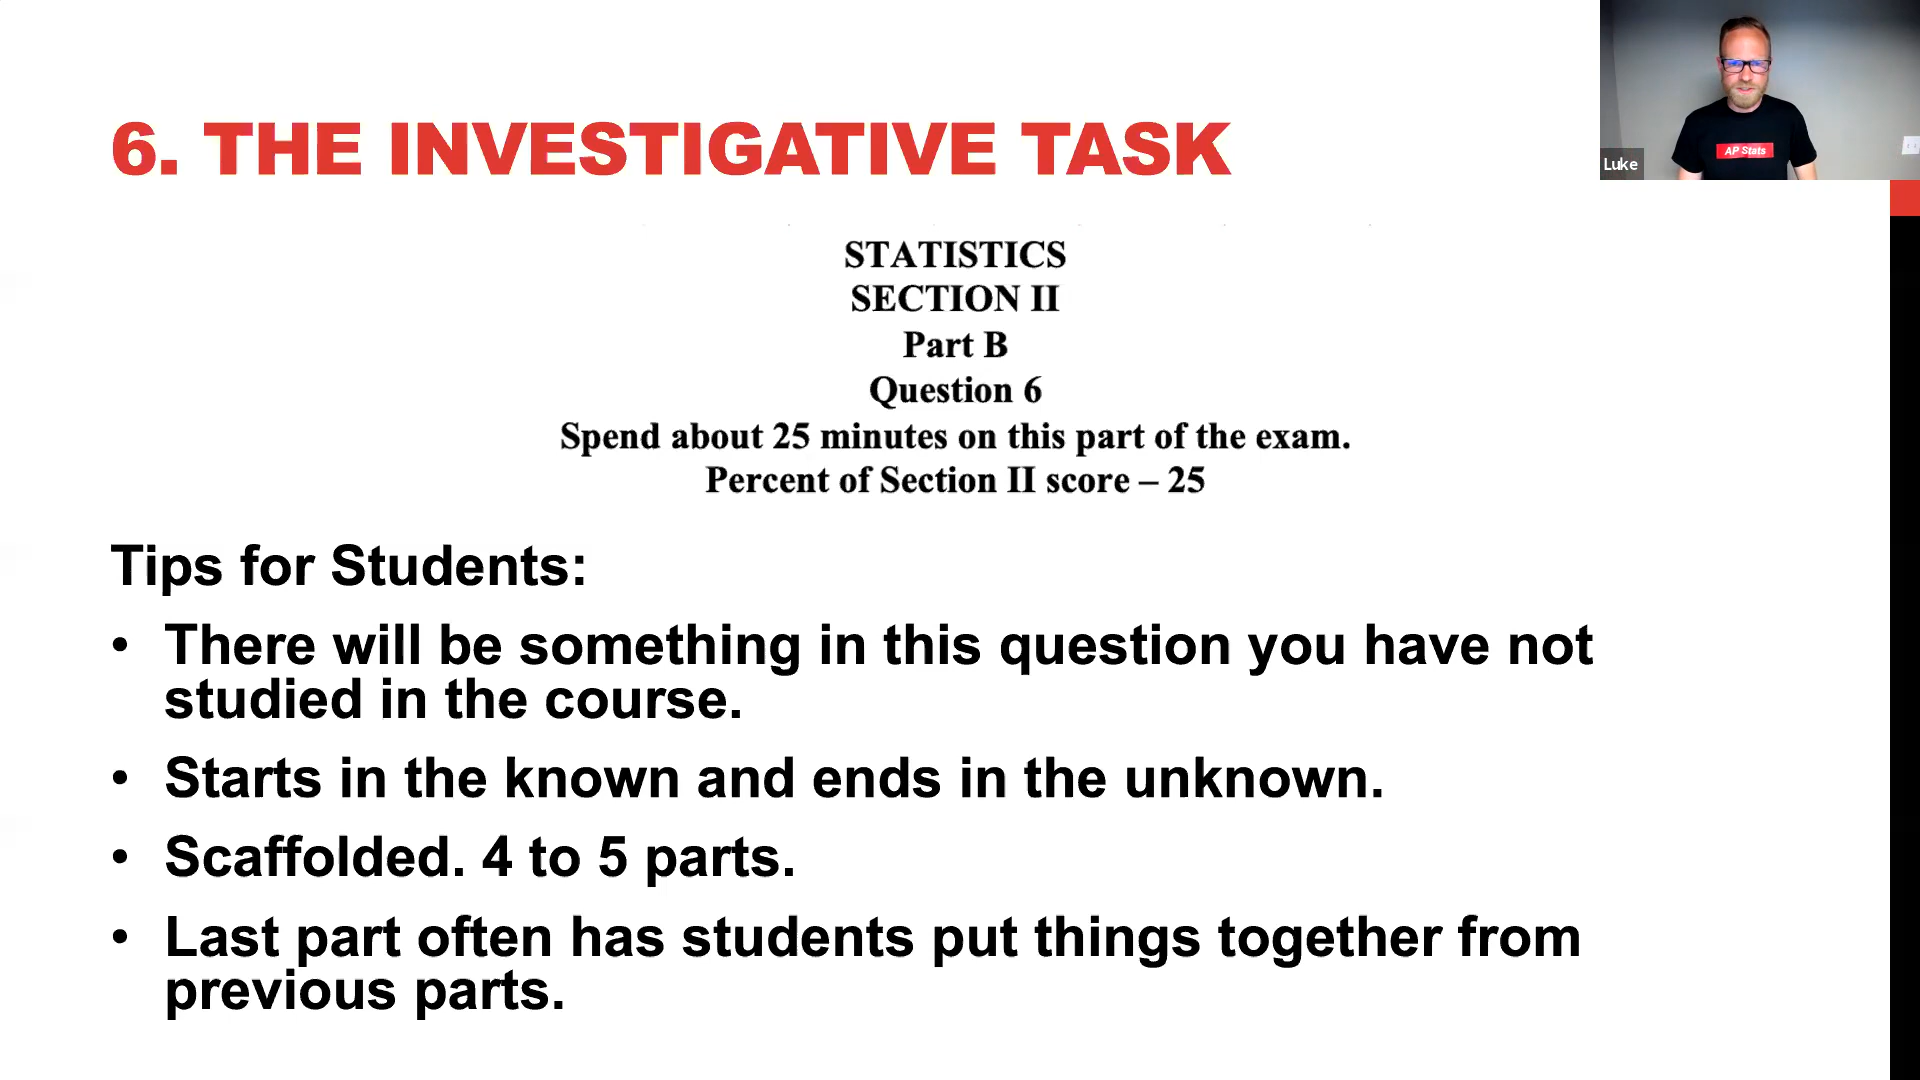 6. THE INVESTIGATIVE TASK
AP Stats
Luke
STATISTICS
SECTION II
Part B
Question 6
Spend about 25 minutes on this part of the exam.
Percent of Section II score – 25
Tips for Students:
• There will be something in this question you have not
studied in the course.
• Starts in the known and ends in the unknown.
• Scaffolded. 4 to 5 parts.
• Last part often has students put things together from
previous parts.